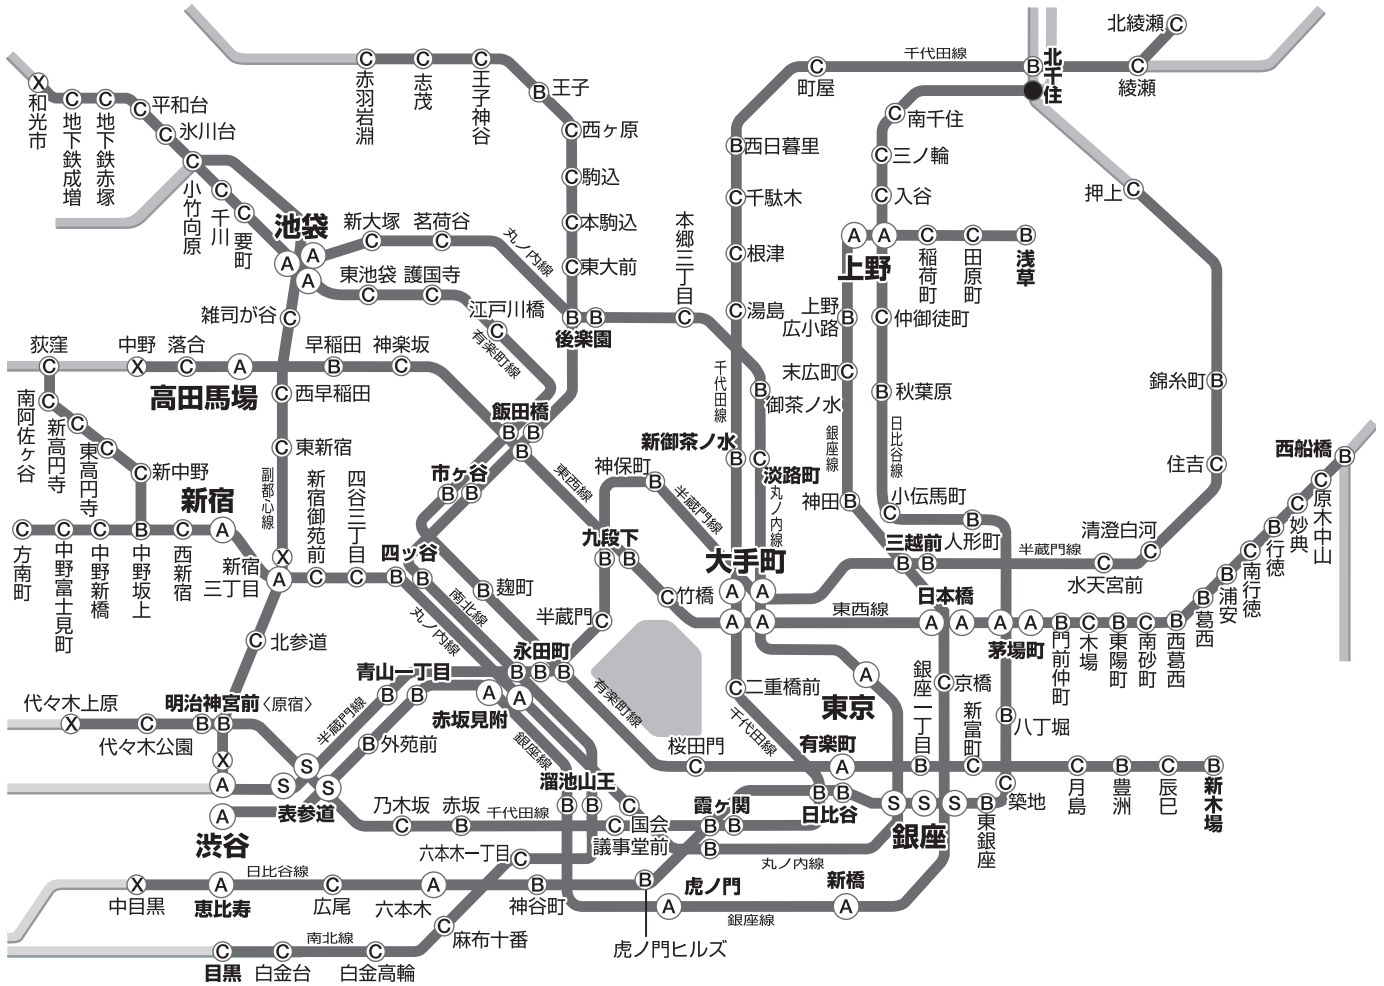 北綾瀬
C
千代田線
C
C
C
C
B
北千住
C
赤羽岩淵
志茂
王子神谷
B
王子
町屋
綾瀬
X
和光市
C
地下鉄成増
C
地下鉄赤塚
C
平和台
C
氷川台
C
小竹向原
C
千川
C
要町
C
西ヶ原
C
駒込
C
本駒込
C
東大前
B
西日暮里
C
千駄木
C
根津
C
湯島
C
南千住
C
三ノ輪
C
入谷
C
押上
池袋
A
A
A
新大塚
C
茗荷谷
C
丸ノ内線
東池袋
C
護国寺
C
江戸川橋
C
有楽町線
本郷三丁目
C
A
A
上野
C
稲荷町
C
田原町
B
浅草
雑司が谷
C
B
B
後楽園
上野広小路
B
C
仲御徒町
荻窪
C
中野
X
落合
C
A
高田馬場
早稲田
B
神楽坂
C
千代田線
B
御茶ノ水
末広町
C
B
秋葉原
錦糸町
B
C
西早稲田
C
南阿佐ヶ谷
C
新高円寺
C
東高円寺
C
新中野
C
東新宿
副都心線
飯田橋
B
B
B
新御茶ノ水
B
C
淡路町
丸ノ内線
銀座線
日比谷線
住吉
C
西船橋
B
市ヶ谷
B
B
東西線
神保町
B
半蔵門線
神田
B
小伝馬町
C
原木中山
C
妙典
C
行徳
B
南行徳
C
浦安
B
葛西
B
新宿
A
C
方南町
C
中野富士見町
C
中野新橋
B
中野坂上
C
西新宿
新宿三丁目
X
A
新宿御苑前
C
四谷三丁目
C
四ッ谷
B
B
九段下
B
B
大手町
A
A
A
A
三越前
B
B
人形町
B
半蔵門線
清澄白河
C
水天宮前
C
麹町
B
南北線
丸ノ内線
半蔵門
C
竹橋
C
東西線
日本橋
A
A
A
A
茅場町
B
門前仲町
C
木場
B
東陽町
C
南砂町
B
西葛西
C
北参道
永田町
B
B
B
青山一丁目
B
B
A
A
赤坂見附
有楽町線
C
二重橋前
千代田線
A
東京
銀座一丁目
C
京橋
新富町
B
八丁堀
代々木上原
X
代々木公園
C
明治神宮前〈原宿〉
B
B
半蔵門線
C
外苑前
銀座線
桜田門
C
有楽町
A
B
C
C
月島
B
豊洲
C
辰巳
B
新木場
X
A
S
S
表参道
A
渋谷
溜池山王
B
B
C
C
国会議事堂前
乃木坂
C
赤坂
B
千代田線
霞ヶ関
B
B
B
B
B
日比谷
S
S
S
銀座
B
東銀座
C
築地
六本木一丁目
C
丸ノ内線
日比谷線
X
中目黒
A
恵比寿
C
広尾
A
六本木
B
神谷町
B
虎ノ門ヒルズ
虎ノ門
A
銀座線
新橋
A
C
麻布十番
南北線
C
目黒
C
白金台
C
白金高輪